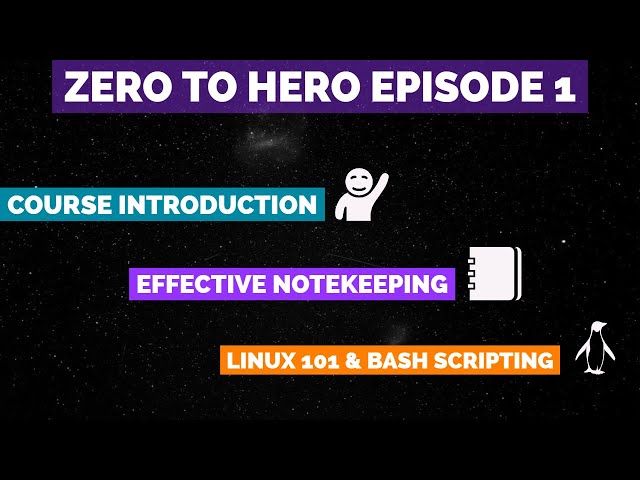 ZERO TO HERO EPISODE 1
COURSE INTRODUCTION
EFFECTIVE NOTEKEEPING
LINUX 101 & BASH SCRIPTING